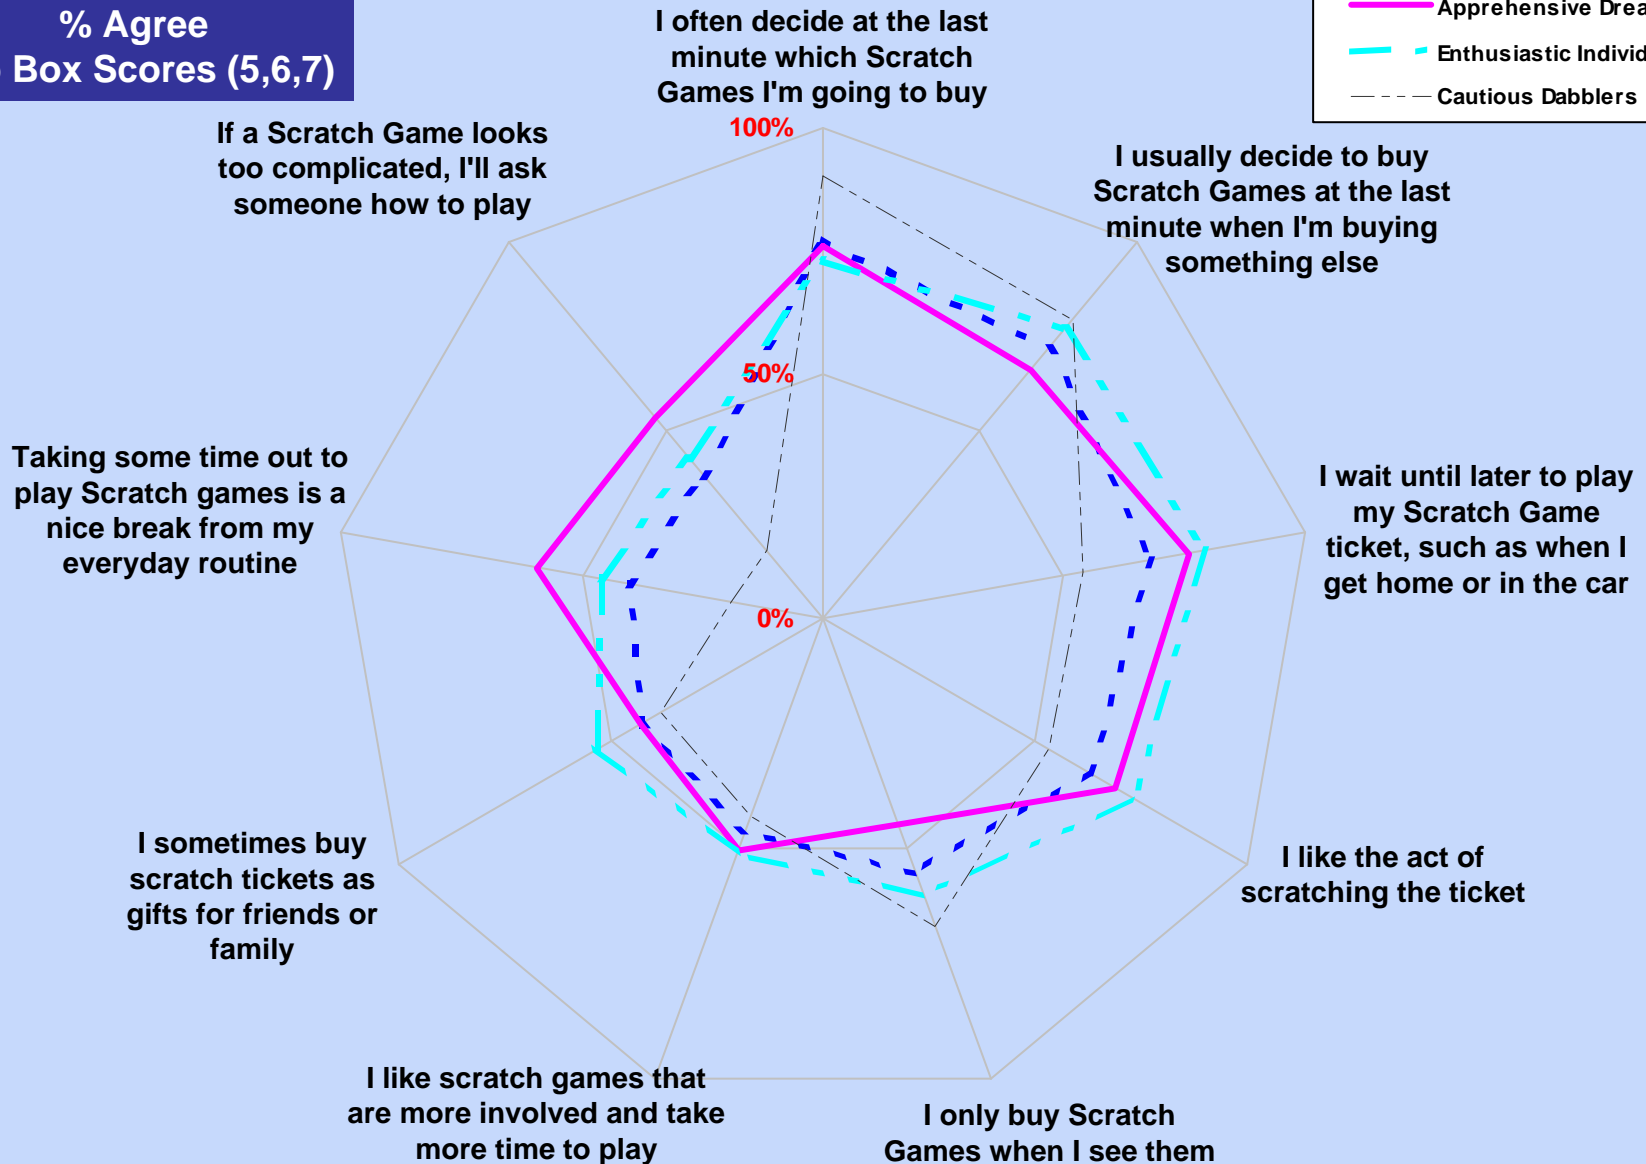 % Agree
Box Scores (5,6,7)
I often decide at the last
minute which Scratch
Games I'm going to buy
Apprehensive
Enthusiastic
Cautious Dabblers
If a Scratch Game looks
too complicated, I'll ask
someone how to play
I usually decide to buy
Scratch Games at the last
minute when I'm buying
something else
100%
50%
0%
Taking some time out to
play Scratch games is a
nice break from my
everyday routine
I wait until later to play
my Scratch Game
ticket, such as when I
get home or in the car
I sometimes buy
scratch tickets as
gifts for friends or
family
I like the act of
scratching the ticket
I like scratch games that
are more involved and take
more time to play
I only buy Scratch
Games when I see them